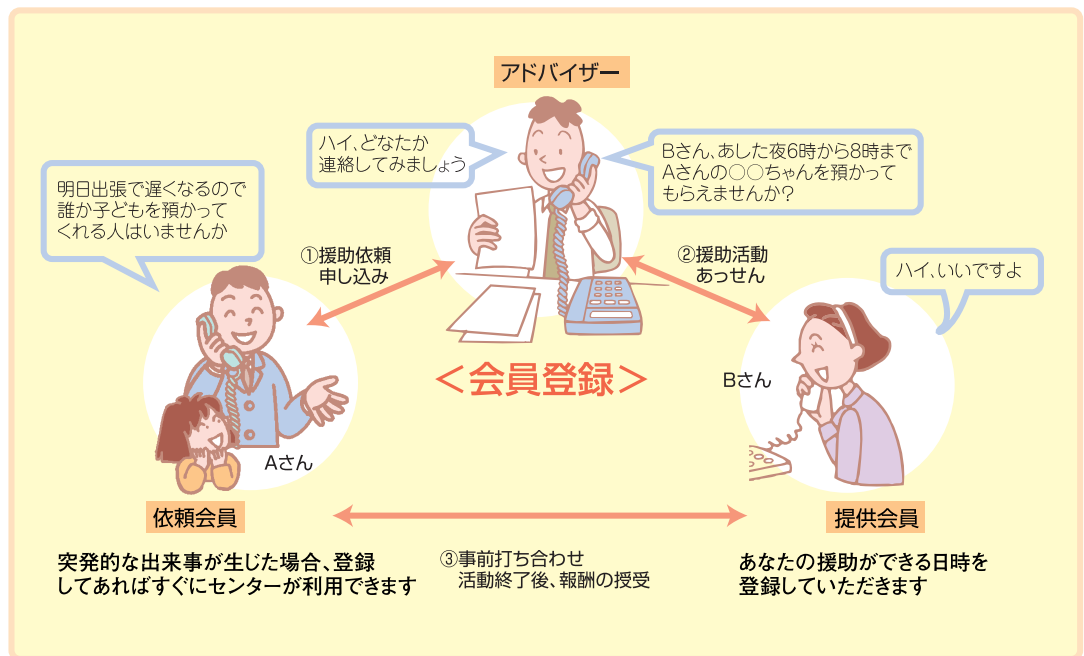 アドバイザー
ハイ、どなたか
連絡してみましょう
Bさん、あした夜6時から8時まで
Aさんの○○ちゃんを預かって
もらえませんか?
明日出張で遅くなるので
誰か子どもを預かって
くれる人はいませんか
①援助依頼
申し込み
②援助活動
あっせん
ハイ、いいですよ
<会員登録>
Bさん
Aさん
依頼会員
提供会員
突発的な出来事が生じた場合、登録
してあればすぐにセンターが利用できます
③事前打ち合わせ
活動終了後、報酬の授受
あなたの援助ができる日時を
登録していただきます